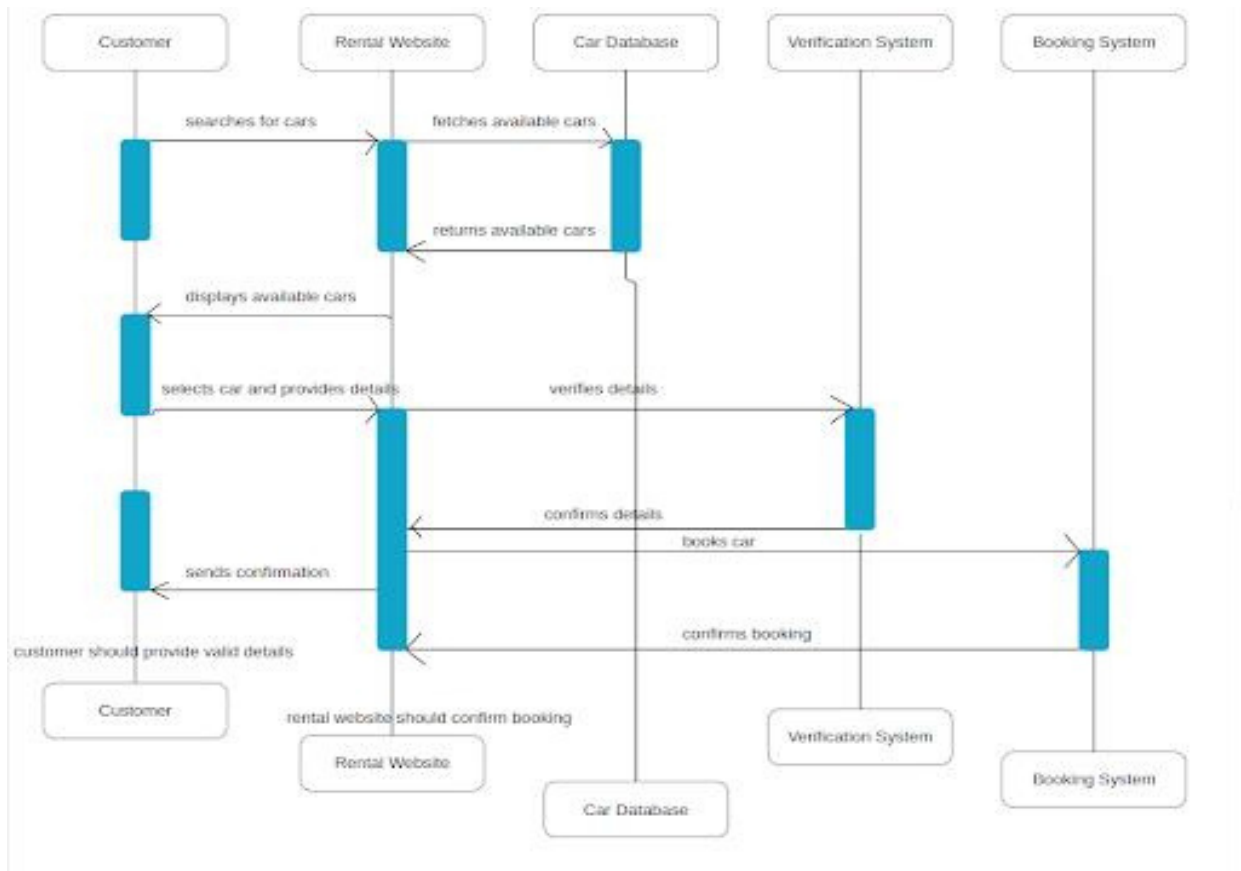 Customer
Rental Website
Car Database
Verification System
Booking System
searches for cars
fetches available cars
returns available cars
displays available cars
selects car and provides details
verifies details
confirms details
books car
sends confirmation
confirms booking
customer should provide valid details
Customer
rental website should confirm booking
Verification System
Rental Website
Booking System
Car Database